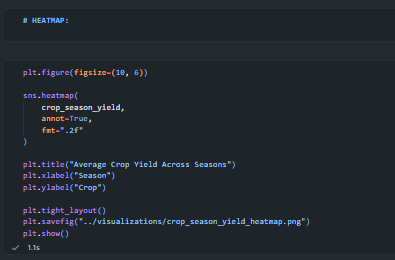 # HEATMAP:
plt.figure(figsize=(10, 6))
sns.heatmap(
    crop_season_yield,
    annot=True,
    fmt=".2f"
)
plt.title("Average Crop Yield Across Seasons")
plt.xlabel("Season")
plt.ylabel("Crop")
plt.tight_layout()
plt.savefig("../visualizations/crop_season_yield_heatmap.png")
plt.show()
1.1s